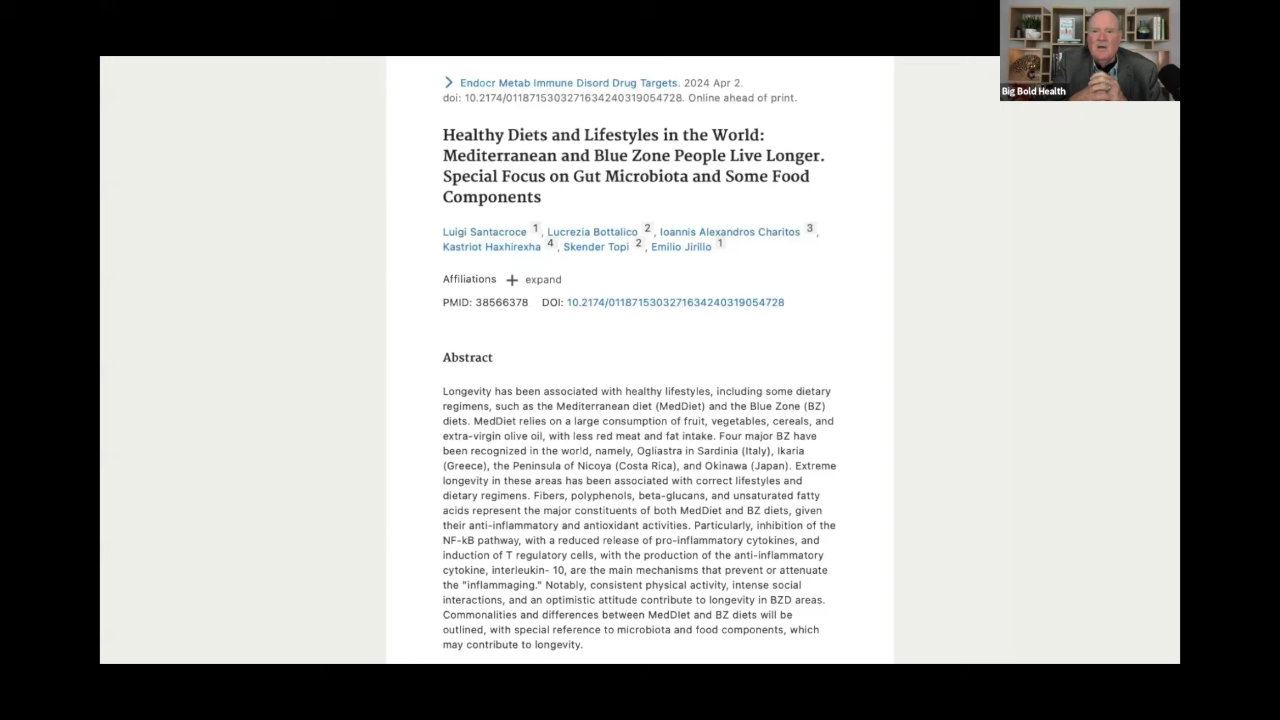 Endocr Metab Immune Disord Drug Targets. 2024 Apr 2.
doi: 10.2174/0118715303271634240319054728. Online ahead of print.
Healthy Diets and Lifestyles in the World:
Mediterranean and Blue Zone People Live Longer.
Special Focus on Gut Microbiota and Some Food
Components
Luigi Santacroce 1, Lucrezia Bottalico 2, Ioannis Alexandros Charitos 3,
Kastriot Haxhirexha 4, Skender Topi 2, Emilio Jirillo 1
Affiliations + expand
PMID: 38566378 DOI: 10.2174/0118715303271634240319054728
Abstract
Longevity has been associated with healthy lifestyles, including some dietary
regimens, such as the Mediterranean diet (MedDiet) and the Blue Zone (BZ)
diets. MedDiet relies on a large consumption of fruit, vegetables, cereals, and
extra-virgin olive oil, with less red meat and fat intake. Four major BZ have
been recognized in the world, namely, Ogliastra in Sardinia (Italy), Ikaria
(Greece), the Peninsula of Nicoya (Costa Rica), and Okinawa (Japan). Extreme
longevity in these areas has been associated with correct lifestyles and
dietary regimens. Fibers, polyphenols, beta-glucans, and unsaturated fatty
acids represent the major constituents of both MedDiet and BZ diets, given
their anti-inflammatory and antioxidant activities. Particularly, inhibition of the
NF-kB pathway, with a reduced release of pro-inflammatory cytokines, and
induction of T regulatory cells, with the production of the anti-inflammatory
cytokine, interleukin- 10, are the main mechanisms that prevent or attenuate
the "inflammaging." Notably, consistent physical activity, intense social
interactions, and an optimistic attitude contribute to longevity in BZD areas.
Commonalities and differences between MedDIet and BZ diets will be
outlined, with special reference to microbiota and food components, which
may contribute to longevity.
Big Bold Health